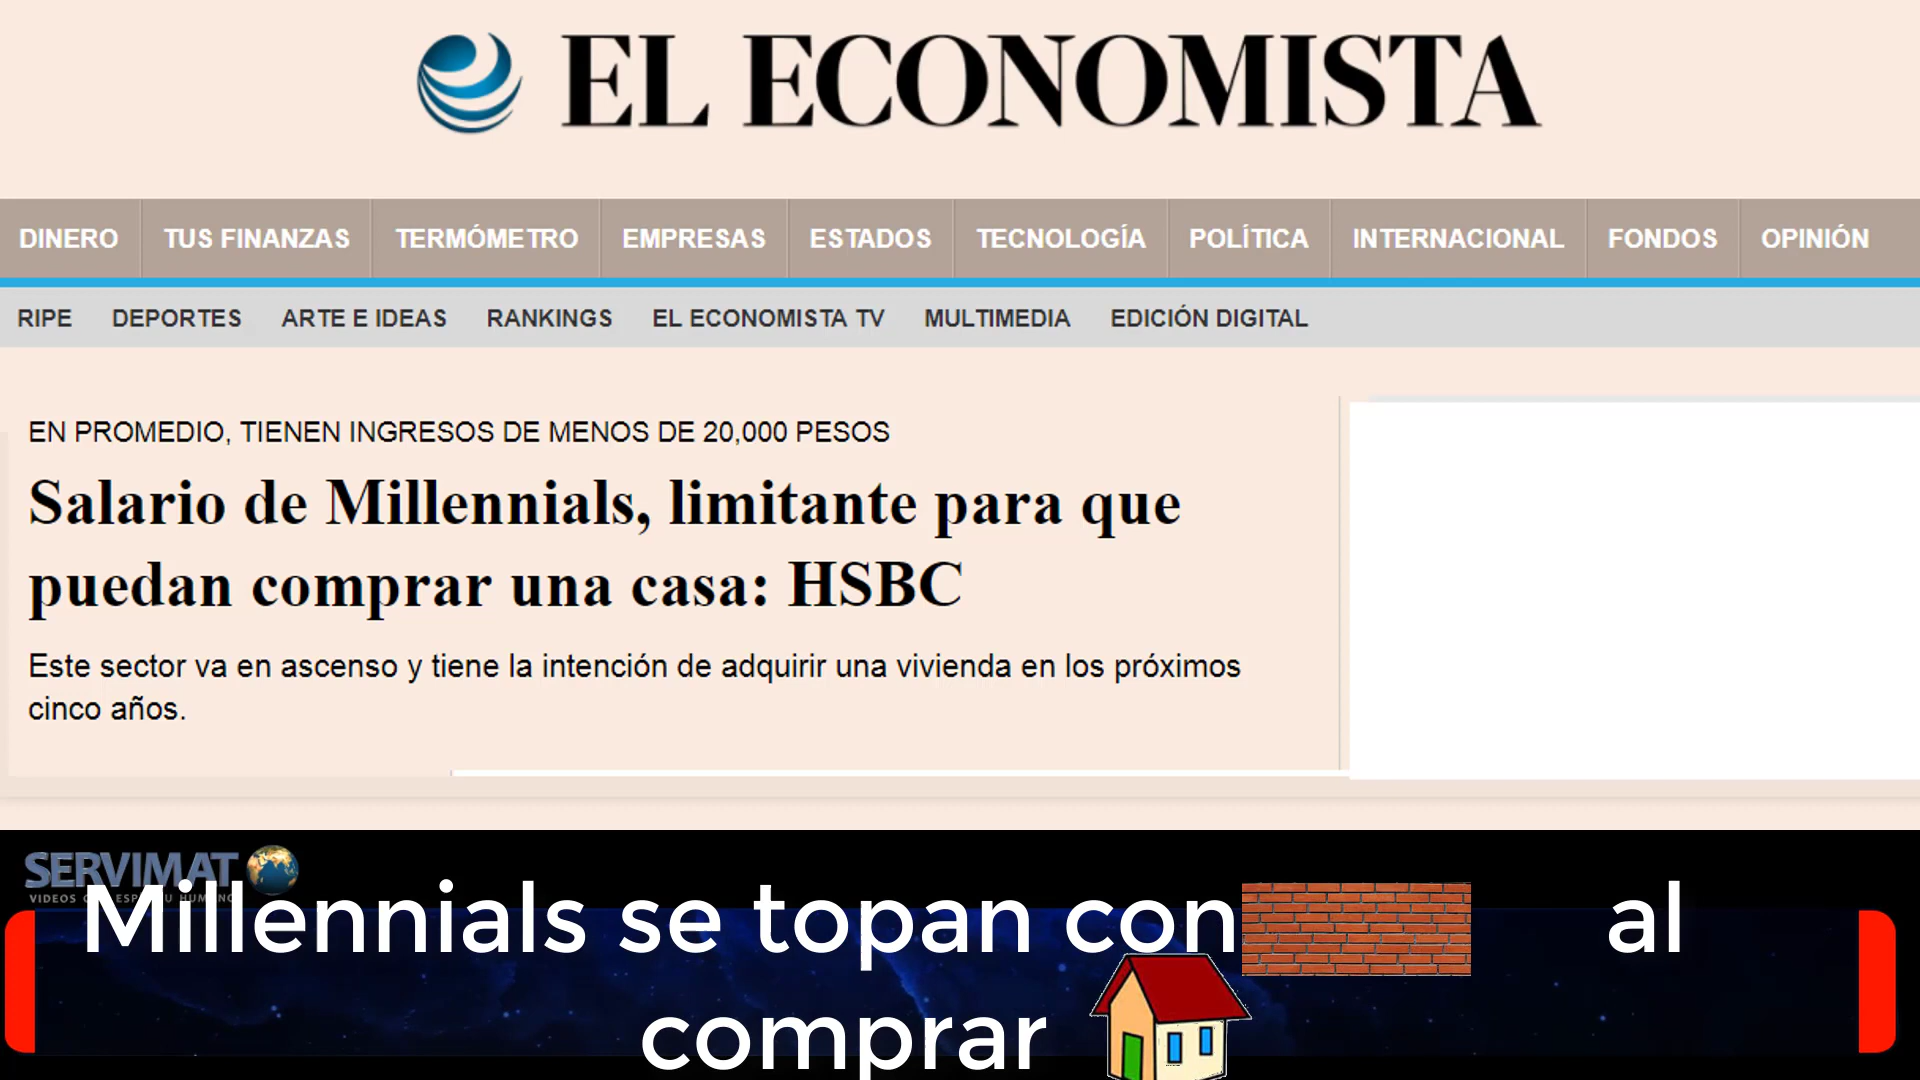 EL ECONOMISTA
DINERO TUS FINANZAS TERMÓMETRO EMPRESAS ESTADOS TECNOLOGÍA POLÍTICA INTERNACIONAL FONDOS OPINIÓN
RIPE DEPORTES ARTE E IDEAS RANKINGS EL ECONOMISTA TV MULTIMEDIA EDICIÓN DIGITAL
EN PROMEDIO, TIENEN INGRESOS DE MENOS DE 20,000 PESOS
Salario de Millennials, limitante para que
puedan comprar una casa: HSBC
Este sector va en ascenso y tiene la intención de adquirir una vivienda en los próximos
cinco años.
SERVIMAT
VIDEOS
Millennials se topan con al
comprar